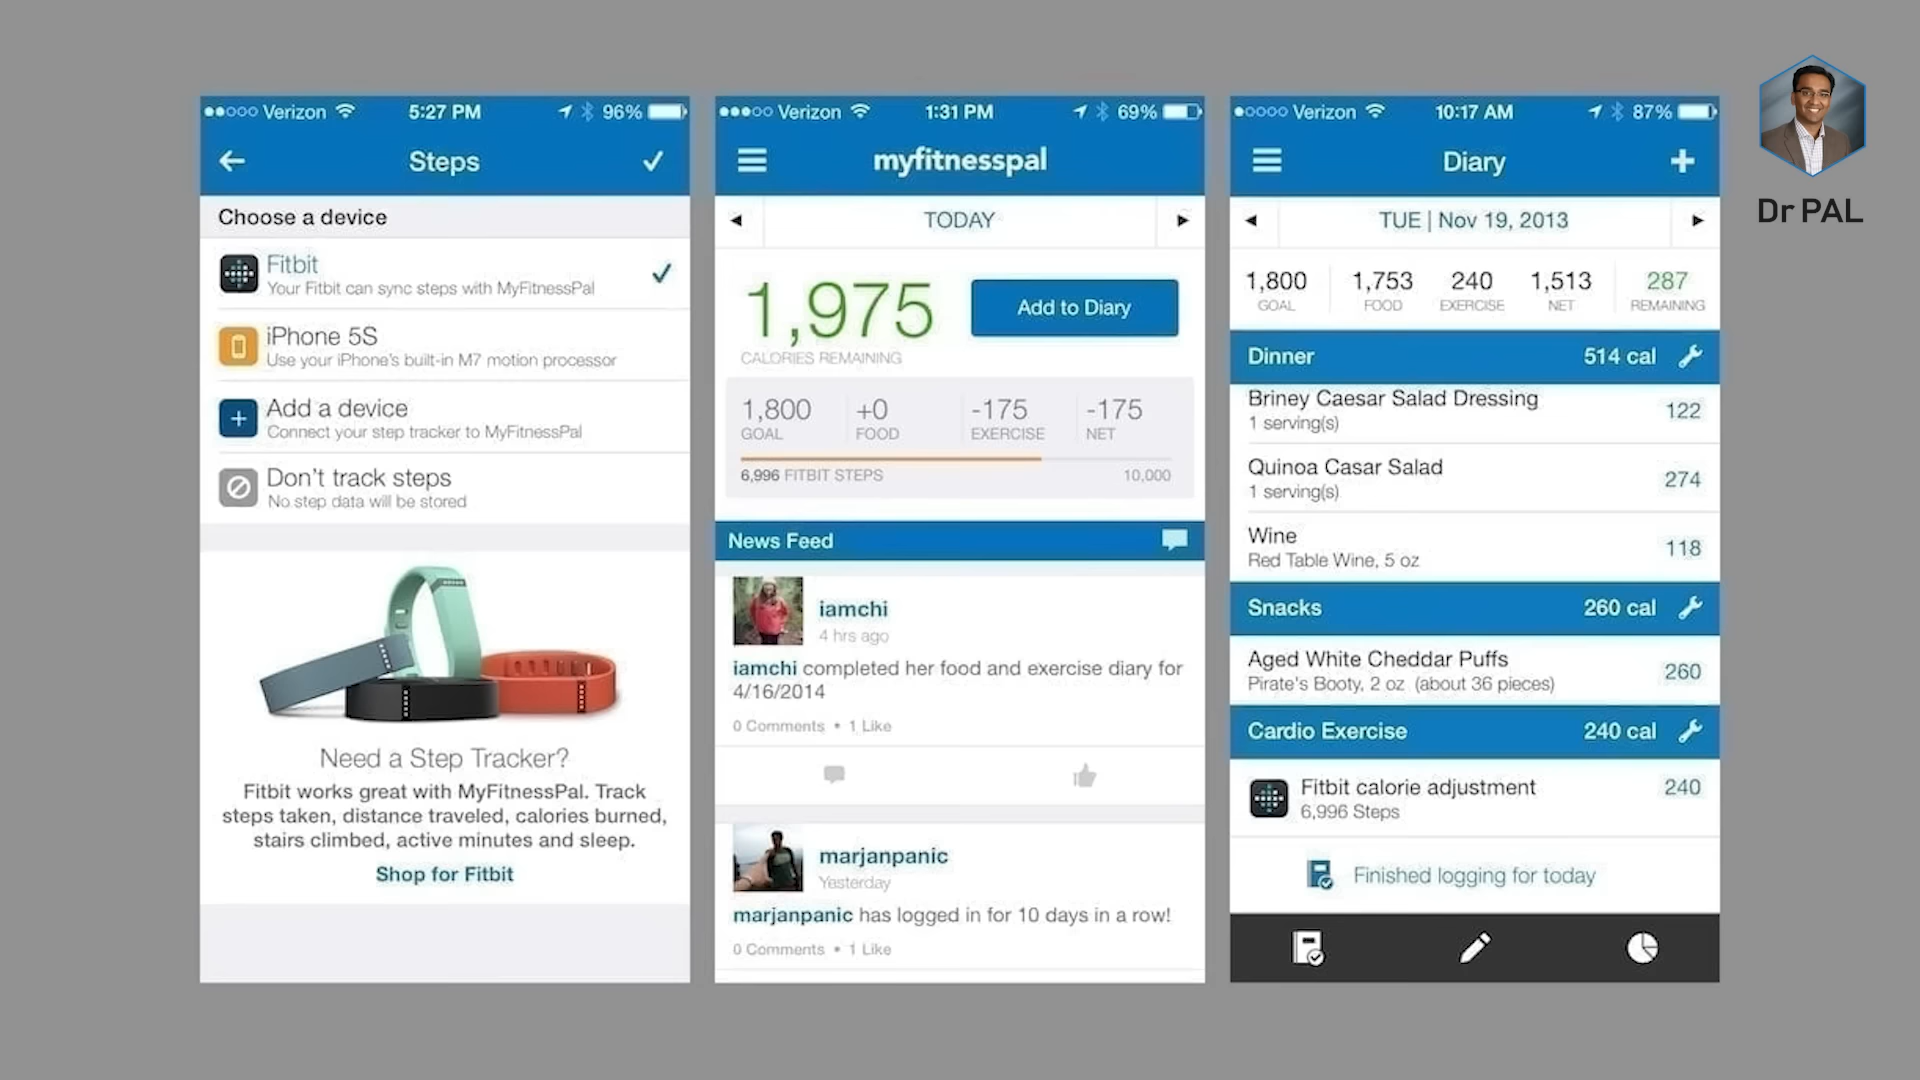 Verizon 5:27 PM 96%
Steps
Choose a device
Fitbit
Your Fitbit can sync steps with MyFitnessPal
iPhone 5S
Use your iPhone's built-in M7 motion processor
Add a device
Connect your step tracker to MyFitnessPal
Don't track steps
No step data will be stored
Need a Step Tracker?
Fitbit works great with MyFitnessPal. Track
steps taken, distance traveled, calories burned,
stairs climbed, active minutes and sleep.
Shop for Fitbit
Verizon 1:31 PM 69%
myfitnesspal
TODAY
1,975 Add to Diary
CALORIES REMAINING
1,800 +0 -175 -175
GOAL FOOD EXERCISE NET
6,996 FITBIT STEPS 10,000
News Feed
iamchi
4 hrs ago
iamchi completed her food and exercise diary for
4/16/2014
0 Comments • 1 Like
marjanpanic
Yesterday
marjanpanic has logged in for 10 days in a row!
0 Comments • 1 Like
Verizon 10:17 AM 87%
Diary
TUE | Nov 19, 2013
1,800 1,753 240 1,513 287
GOAL FOOD EXERCISE NET REMAINING
Dinner 514 cal
Briney Caesar Salad Dressing 122
1 serving(s)
Quinoa Casar Salad 274
1 serving(s)
Wine 118
Red Table Wine, 5 oz
Snacks 260 cal
Aged White Cheddar Puffs 260
Pirate's Booty, 2 oz (about 36 pieces)
Cardio Exercise 240 cal
Fitbit calorie adjustment 240
6,996 Steps
Finished logging for today
Dr PAL